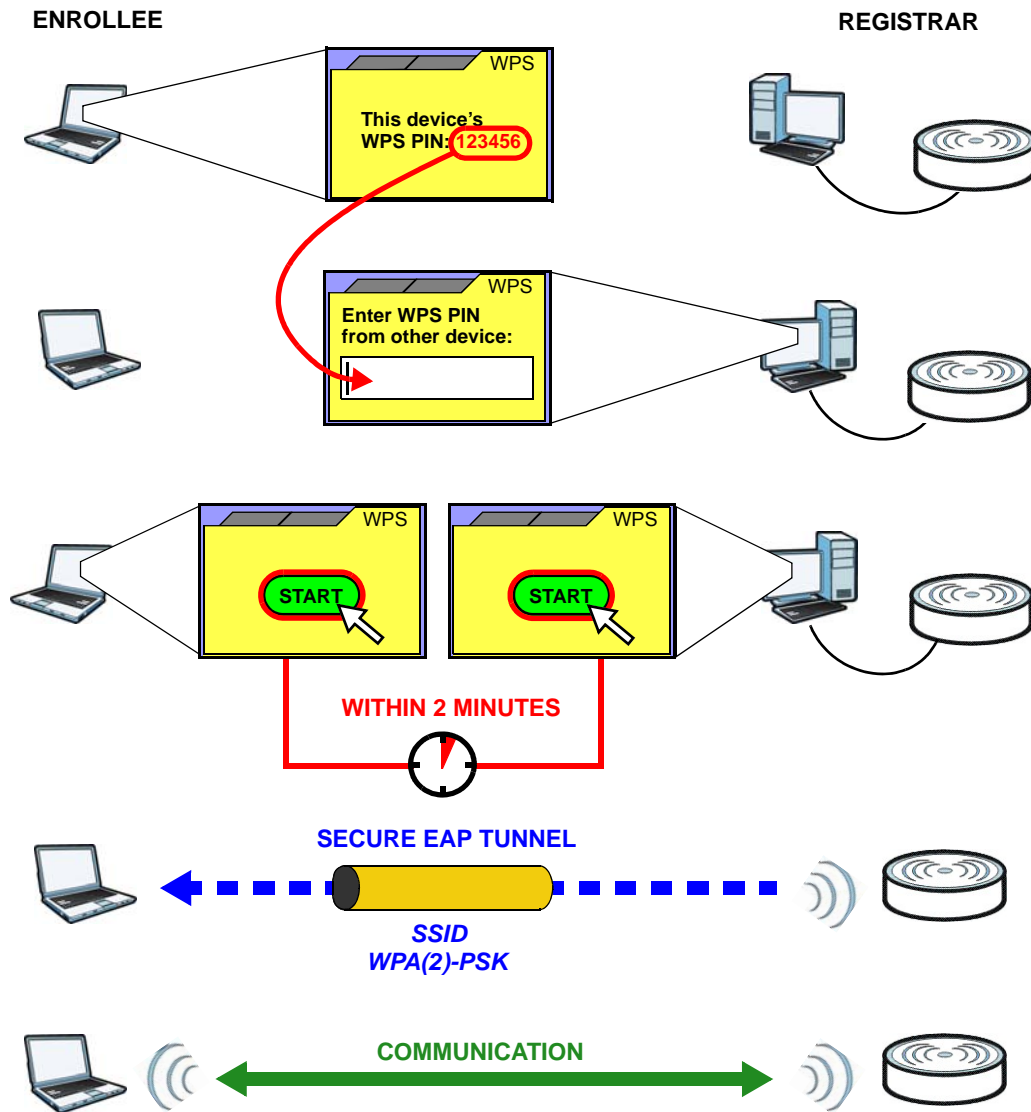 ENROLLEE
REGISTRAR
WPS
This device's
WPS PIN: 123456
WPS
Enter WPS PIN
from other device:
WPS
WPS
START
START
WITHIN 2 MINUTES
SECURE EAP TUNNEL
SSID
WPA(2)-PSK
COMMUNICATION